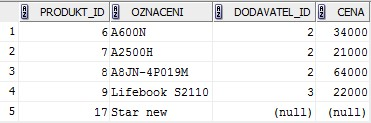 PRODUKT_ID OZNACENI DODAVATEL_ID CENA
1 6 A600N 2 34000
2 7 A2500H 2 21000
3 8 A8JN-4P019M 2 64000
4 9 Lifebook S2110 3 22000
5 17 Star new (null) (null)